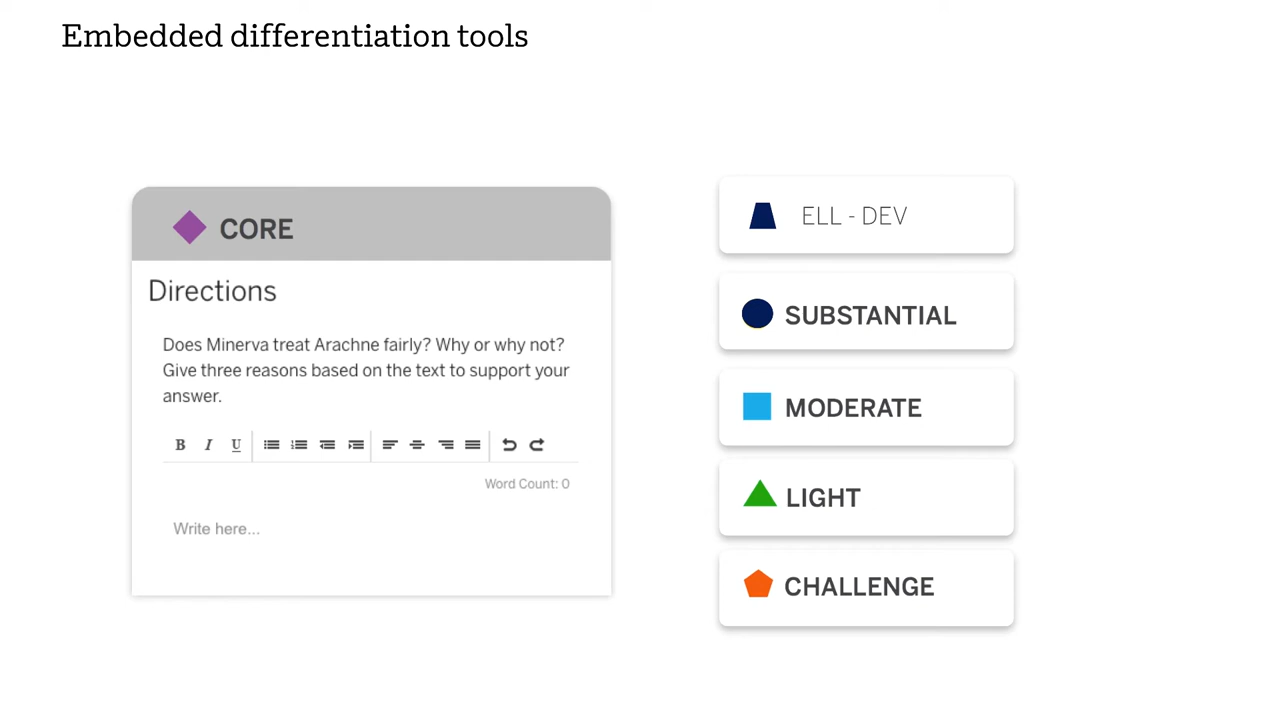 Embedded differentiation tools
CORE
Directions
Does Minerva treat Arachne fairly? Why or why not?
Give three reasons based on the text to support your
answer.
B I U
Word Count: 0
Write here...
ELL - DEV
SUBSTANTIAL
MODERATE
LIGHT
CHALLENGE